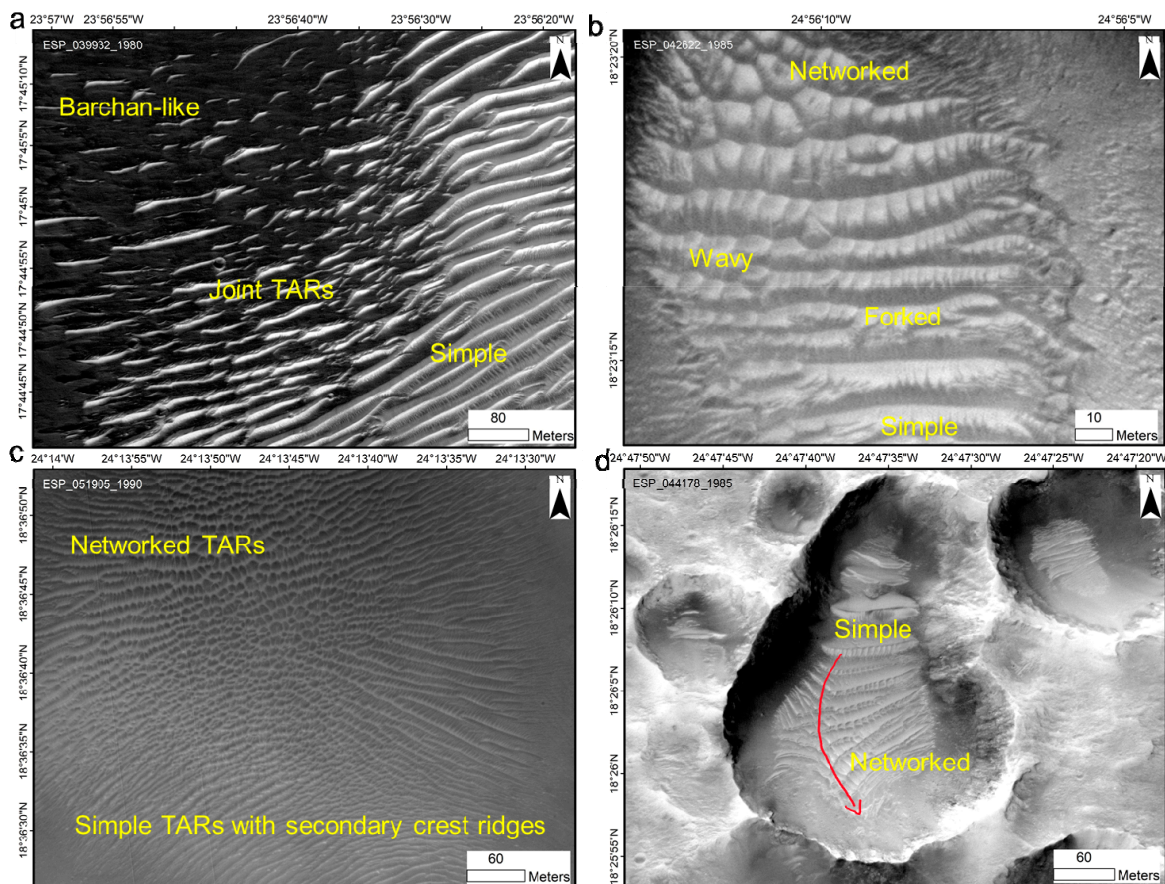 a
23°57'W 23°56'55"W 23°56'40"W 23°56'30"W 23°56'20"W
ESP_039932_1980
N
17°45'10"N
Barchan-like
17°45'5"N
17°45'N
17°44'55"N
Joint TARs
17°44'50"N
Simple
17°44'45"N
80
Meters
b
24°56'10"W 24°56'5"W
ESP_042622_1985
N
18°23'20"N
Networked
Wavy
Forked
18°23'15"N
Simple
10
Meters
c
24°14'W 24°13'55"W 24°13'50"W 24°13'45"W 24°13'40"W 24°13'35"W 24°13'30"W
ESP_051905_1990
N
18°36'50"N
Networked TARs
18°36'45"N
18°36'40"N
18°36'35"N
18°36'30"N
Simple TARs with secondary crest ridges
60
Meters
d
24°47'50"W 24°47'45"W 24°47'40"W 24°47'35"W 24°47'30"W 24°47'25"W 24°47'20"W
ESP_044178_1985
N
18°26'15"N
18°26'10"N
Simple
18°26'5"N
Networked
18°26'N
18°25'55"N
60
Meters